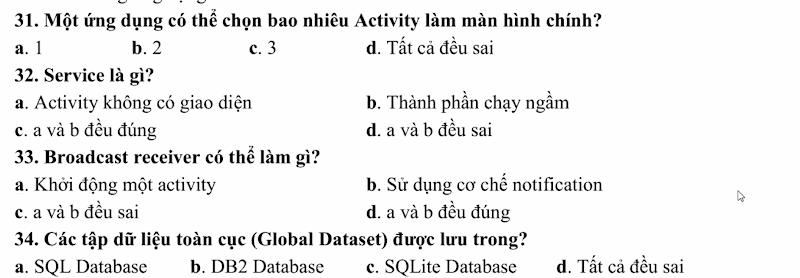 31. Một ứng dụng có thể chọn bao nhiêu Activity làm màn hình chính?
a. 1 b. 2 c. 3 d. Tất cả đều sai
32. Service là gì?
a. Activity không có giao diện b. Thành phần chạy ngầm
c. a và b đều đúng d. a và b đều sai
33. Broadcast receiver có thể làm gì?
a. Khởi động một activity b. Sử dụng cơ chế notification
c. a và b đều sai d. a và b đều đúng
34. Các tập dữ liệu toàn cục (Global Dataset) được lưu trong?
a. SQL Database b. DB2 Database c. SQLite Database d. Tất cả đều sai